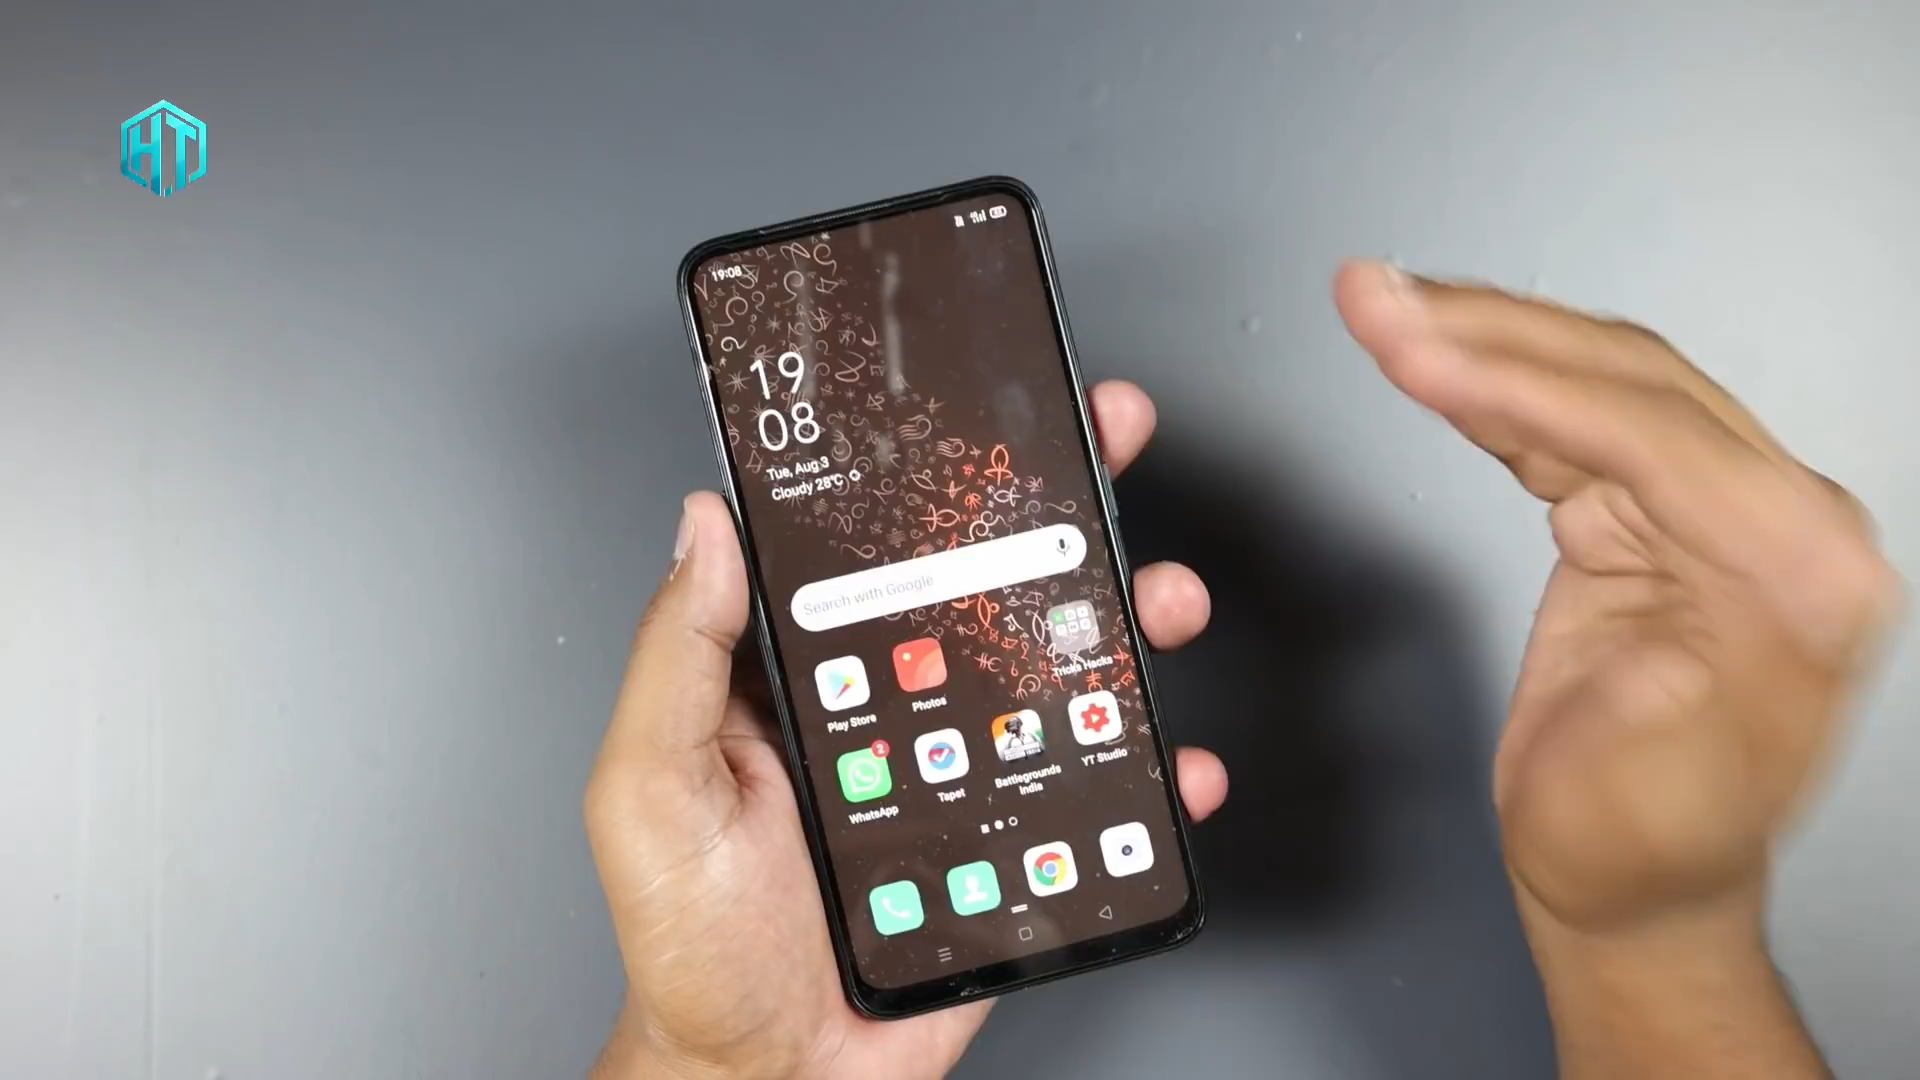 HT
19:08
19
08
Tue, Aug 3
Cloudy 28°C
Search with Google
Tricks Hacks
Play Store
Photos
WhatsApp
2
Tapet
Battlegrounds
India
YT Studio